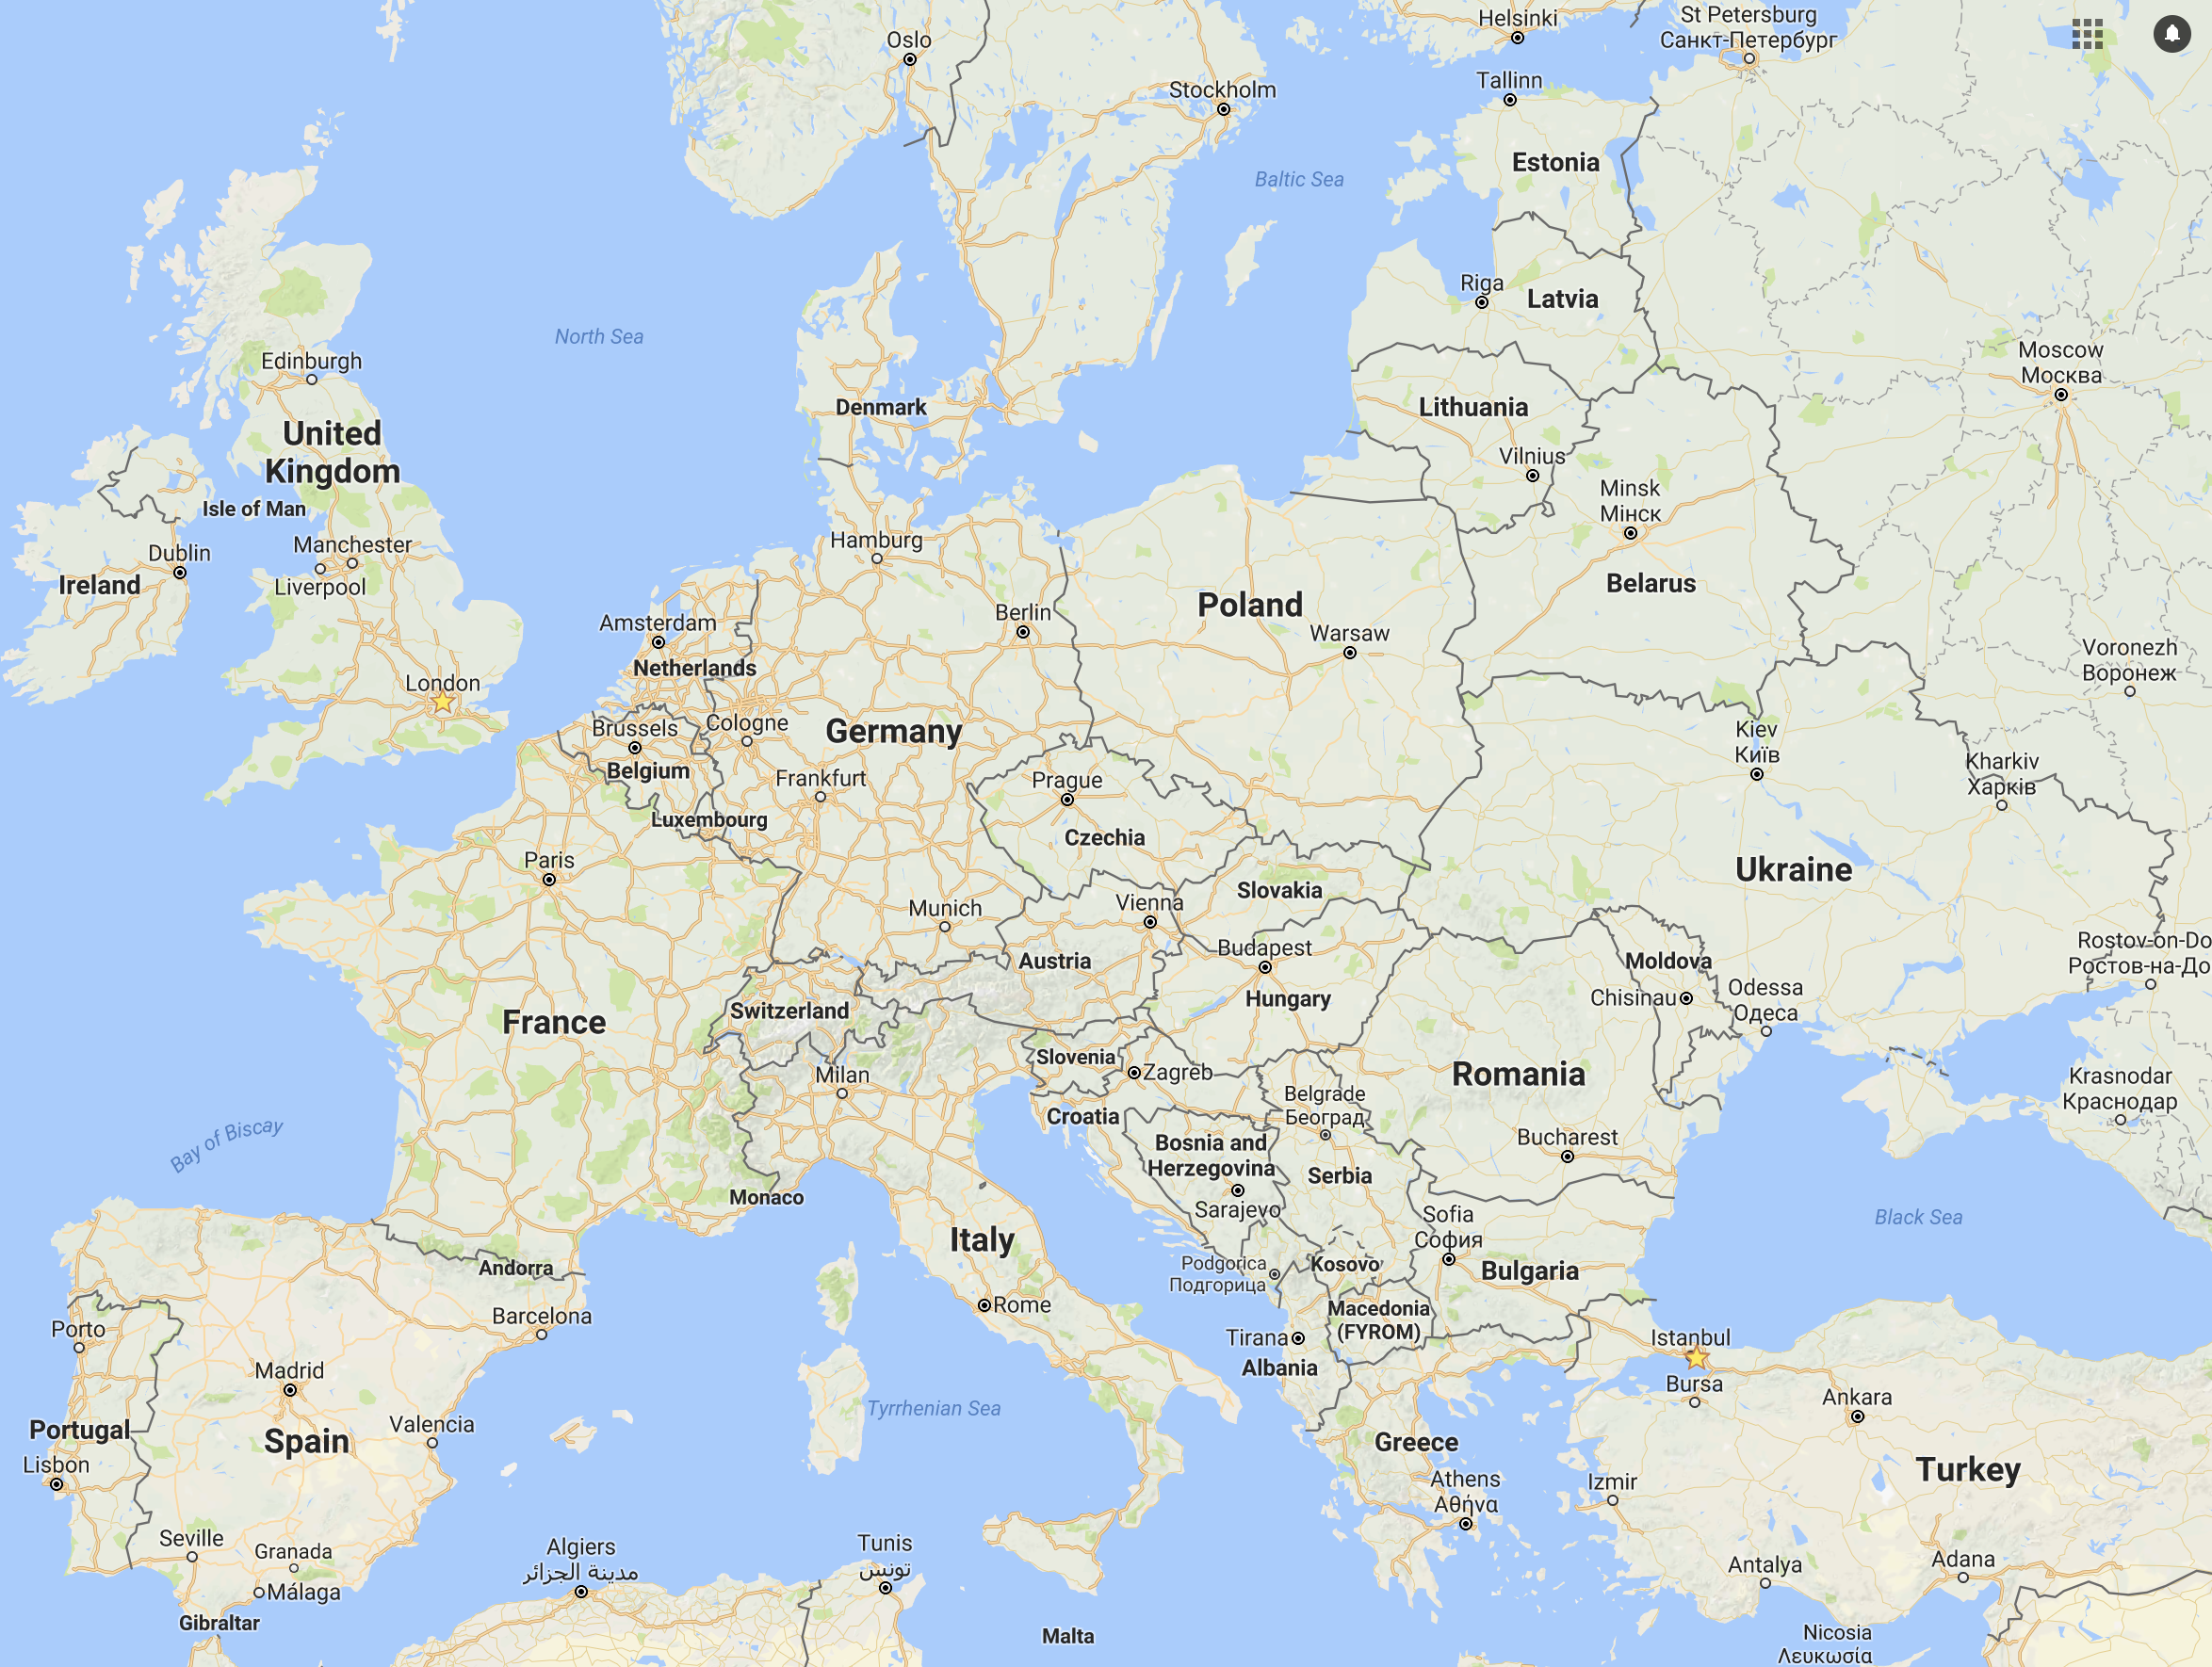 Oslo
Helsinki
St Petersburg
Санкт-Петербург
Stockholm
Tallinn
Estonia
Baltic Sea
Riga
Latvia
North Sea
Edinburgh
Moscow
Москва
Denmark
Lithuania
United
Kingdom
Vilnius
Isle of Man
Minsk
Мінск
Hamburg
Manchester
Dublin
Ireland
Liverpool
Belarus
Poland
Berlin
Amsterdam
Warsaw
Netherlands
Voronezh
Воронеж
London
Brussels
Cologne
Germany
Kiev
Київ
Belgium
Frankfurt
Prague
Kharkiv
Харків
Luxembourg
Czechia
Paris
Ukraine
Slovakia
Munich
Vienna
Budapest
Austria
Moldova
Rostov-on-Do
Ростов-на-До
Hungary
Chisinau
Odessa
Одеса
Switzerland
France
Slovenia
Zagreb
Milan
Romania
Krasnodar
Краснодар
Belgrade
Београд
Croatia
Bay of Biscay
Bosnia and
Herzegovina
Bucharest
Serbia
Monaco
Sarajevo
Sofia
София
Black Sea
Italy
Andorra
Podgorica
Подгорица
Kosovo
Bulgaria
Rome
Barcelona
Macedonia
(FYROM)
Porto
Tirana
Istanbul
Albania
Madrid
Bursa
Ankara
Tyrrhenian Sea
Valencia
Portugal
Spain
Greece
Lisbon
Turkey
Athens
Αθήνα
Izmir
Seville
Granada
Algiers
مدينة الجزائر
Tunis
تونس
Antalya
Adana
Málaga
Gibraltar
Malta
Nicosia
Λευκωσία